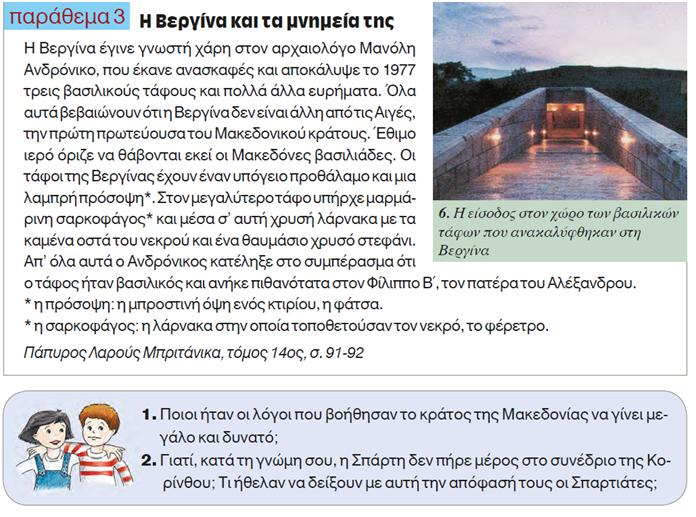 παράθεμα 3 Η Βεργίνα και τα μνημεία της
Η Βεργίνα έγινε γνωστή χάρη στον αρχαιολόγο Μανόλη
Ανδρόνικο, που έκανε ανασκαφές και αποκάλυψε το 1977
τρεις βασιλικούς τάφους και πολλά άλλα ευρήματα. Όλα
αυτά βεβαιώνουν ότι η Βεργίνα δεν είναι άλλη από τις Αιγές,
την πρώτη πρωτεύουσα του Μακεδονικού κράτους. Έθιμο
ιερό όριζε να θάβονται εκεί οι Μακεδόνες βασιλιάδες. Οι
τάφοι της Βεργίνας έχουν έναν υπόγειο προθάλαμο και μια
λαμπρή πρόσοψη*. Στον μεγαλύτερο τάφο υπήρχε μαρμά-
ρινη σαρκοφάγος* και μέσα σ' αυτή χρυσή λάρνακα με τα
καμένα οστά του νεκρού και ένα θαυμάσιο χρυσό στεφάνι.
Απ' όλα αυτά ο Ανδρόνικος κατέληξε στο συμπέρασμα ότι
ο τάφος ήταν βασιλικός και ανήκε πιθανότατα στον Φίλιππο Β΄, τον πατέρα του Αλέξανδρου.
* η πρόσοψη: η μπροστινή όψη ενός κτιρίου, η φάτσα.
* η σαρκοφάγος: η λάρνακα στην οποία τοποθετούσαν τον νεκρό, το φέρετρο.
Πάπυρος Λαρούς Μπριτάνικα, τόμος 14ος, σ. 91-92
6. Η είσοδος στον χώρο των βασιλικών
τάφων που ανακαλύφθηκαν στη
Βεργίνα
1. Ποιοι ήταν οι λόγοι που βοήθησαν το κράτος της Μακεδονίας να γίνει με-
γάλο και δυνατό;
2. Γιατί, κατά τη γνώμη σου, η Σπάρτη δεν πήρε μέρος στο συνέδριο της Κο-
ρίνθου; Τι ήθελαν να δείξουν με αυτή την απόφασή τους οι Σπαρτιάτες;